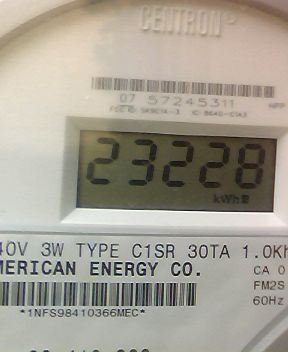 CENTRON®
07 57245311
23228
kWh
40V 3W TYPE C1SR 30TA 1.0Kh
MERICAN ENERGY CO.
CA 0
FM2S
60Hz
*1NFS98410366MEC*